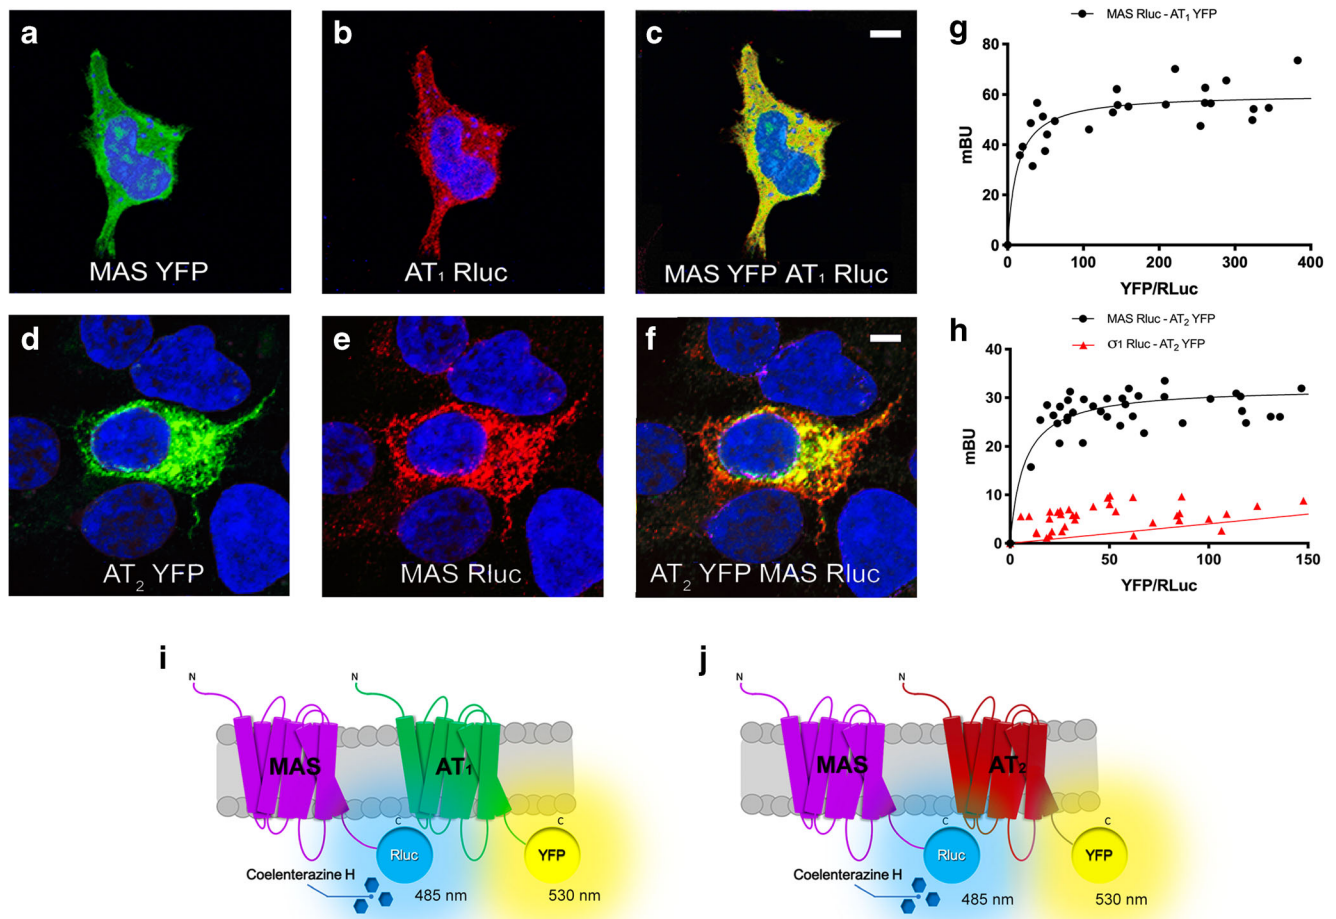 a
MAS YFP
b
AT₁ Rluc
c
MAS YFP AT₁ Rluc
g
MAS Rluc - AT₁ YFP
80
60
40
20
0
mBU
0 100 200 300 400
YFP/RLuc
d
AT₂ YFP
e
MAS Rluc
f
AT₂ YFP MAS Rluc
h
MAS Rluc - AT₂ YFP
σ1 Rluc - AT₂ YFP
40
30
20
10
0
mBU
0 50 100 150
YFP/RLuc
i
N
N
MAS
AT₁
C
C
Rluc
YFP
Coelenterazine H
485 nm
530 nm
j
N
N
MAS
AT₂
C
C
Rluc
YFP
Coelenterazine H
485 nm
530 nm